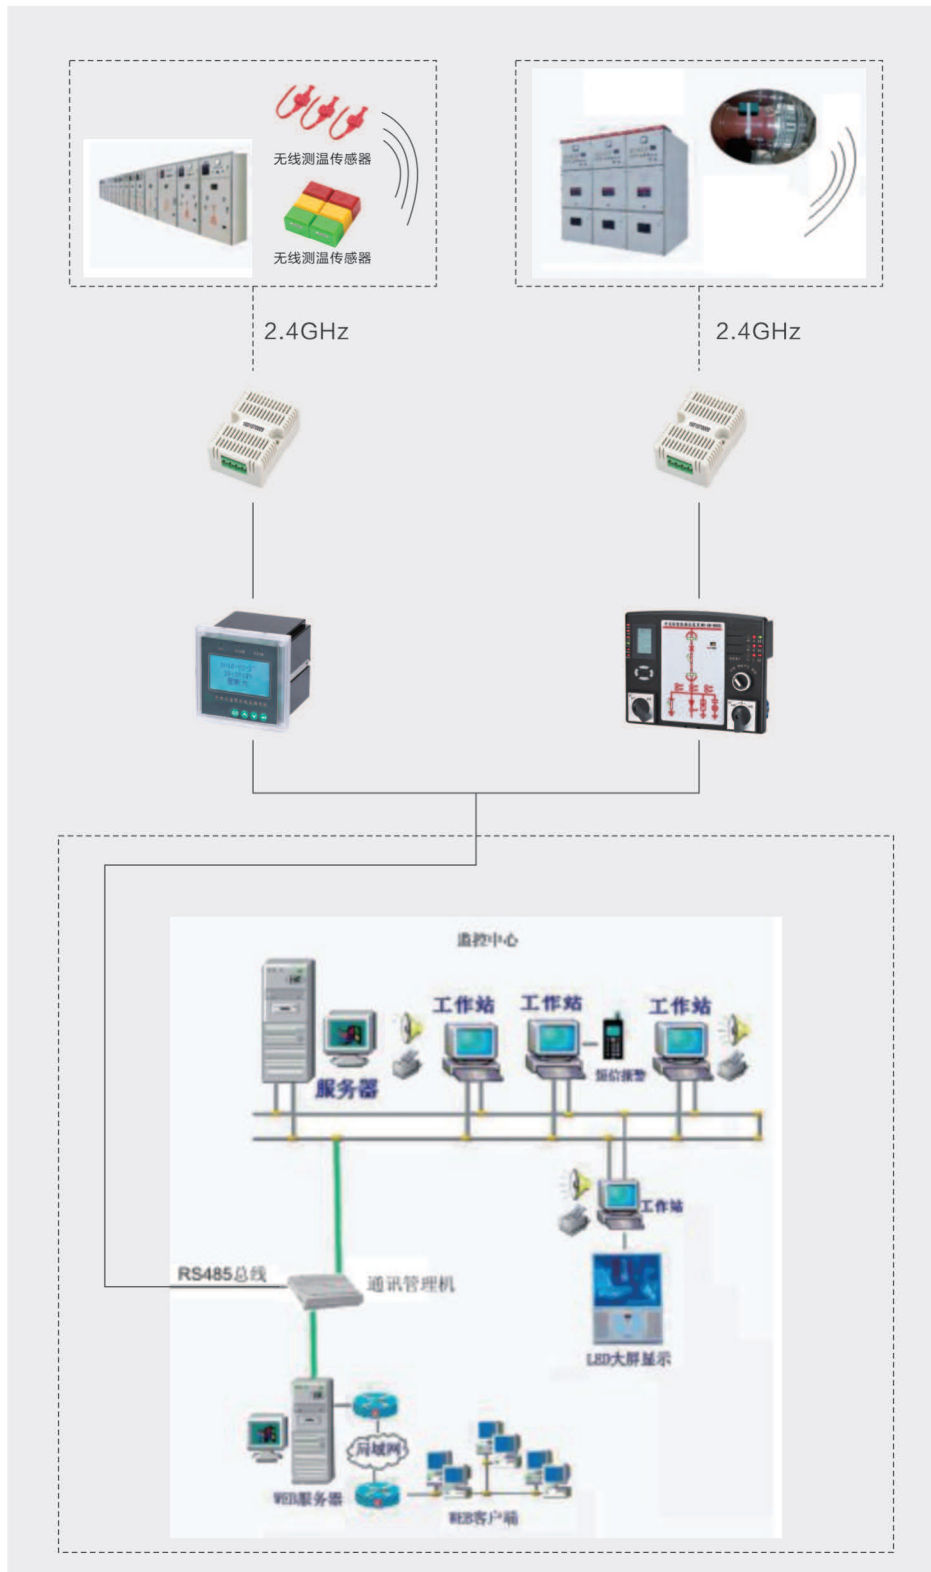 无线测温传感器
无线测温传感器
2.4GHz
2.4GHz
监控中心
工作站
工作站
工作站
服务器
短信报警
工作站
RS485总线
通讯管理机
LED大屏显示
局域网
WEB服务器
WEB客户端